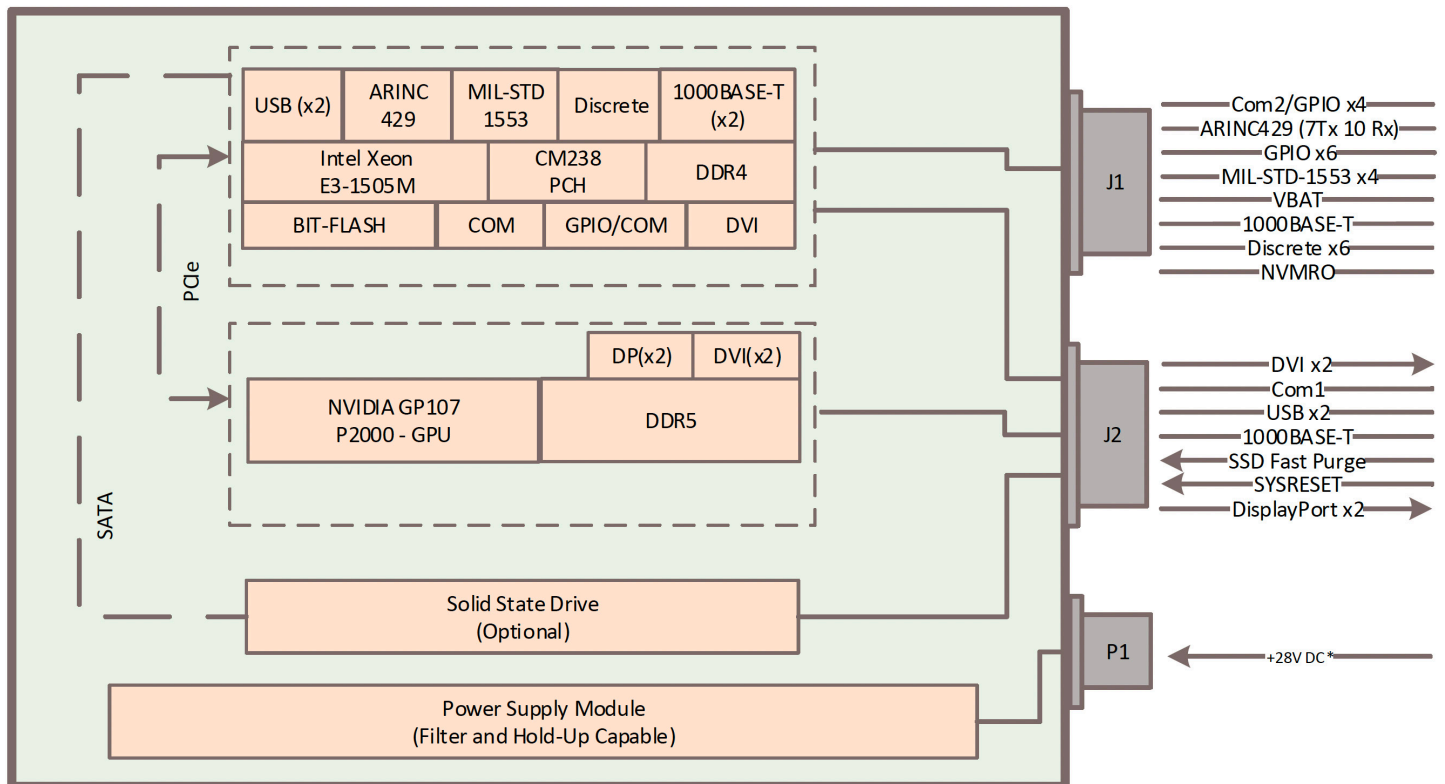 USB (x2)
ARINC
429
MIL-STD
1553
Discrete
1000BASE-T
(x2)
Intel Xeon
E3-1505M
CM238
PCH
DDR4
BIT-FLASH
COM
GPIO/COM
DVI
PCIe
SATA
DP(x2)
DVI(x2)
NVIDIA GP107
P2000 - GPU
DDR5
Solid State Drive
(Optional)
Power Supply Module
(Filter and Hold-Up Capable)
J1
Com2/GPIO x4
ARINC429 (7Tx 10 Rx)
GPIO x6
MIL-STD-1553 x4
VBAT
1000BASE-T
Discrete x6
NVMRO
J2
DVI x2
Com1
USB x2
1000BASE-T
SSD Fast Purge
SYSRESET
DisplayPort x2
P1
+28V DC *